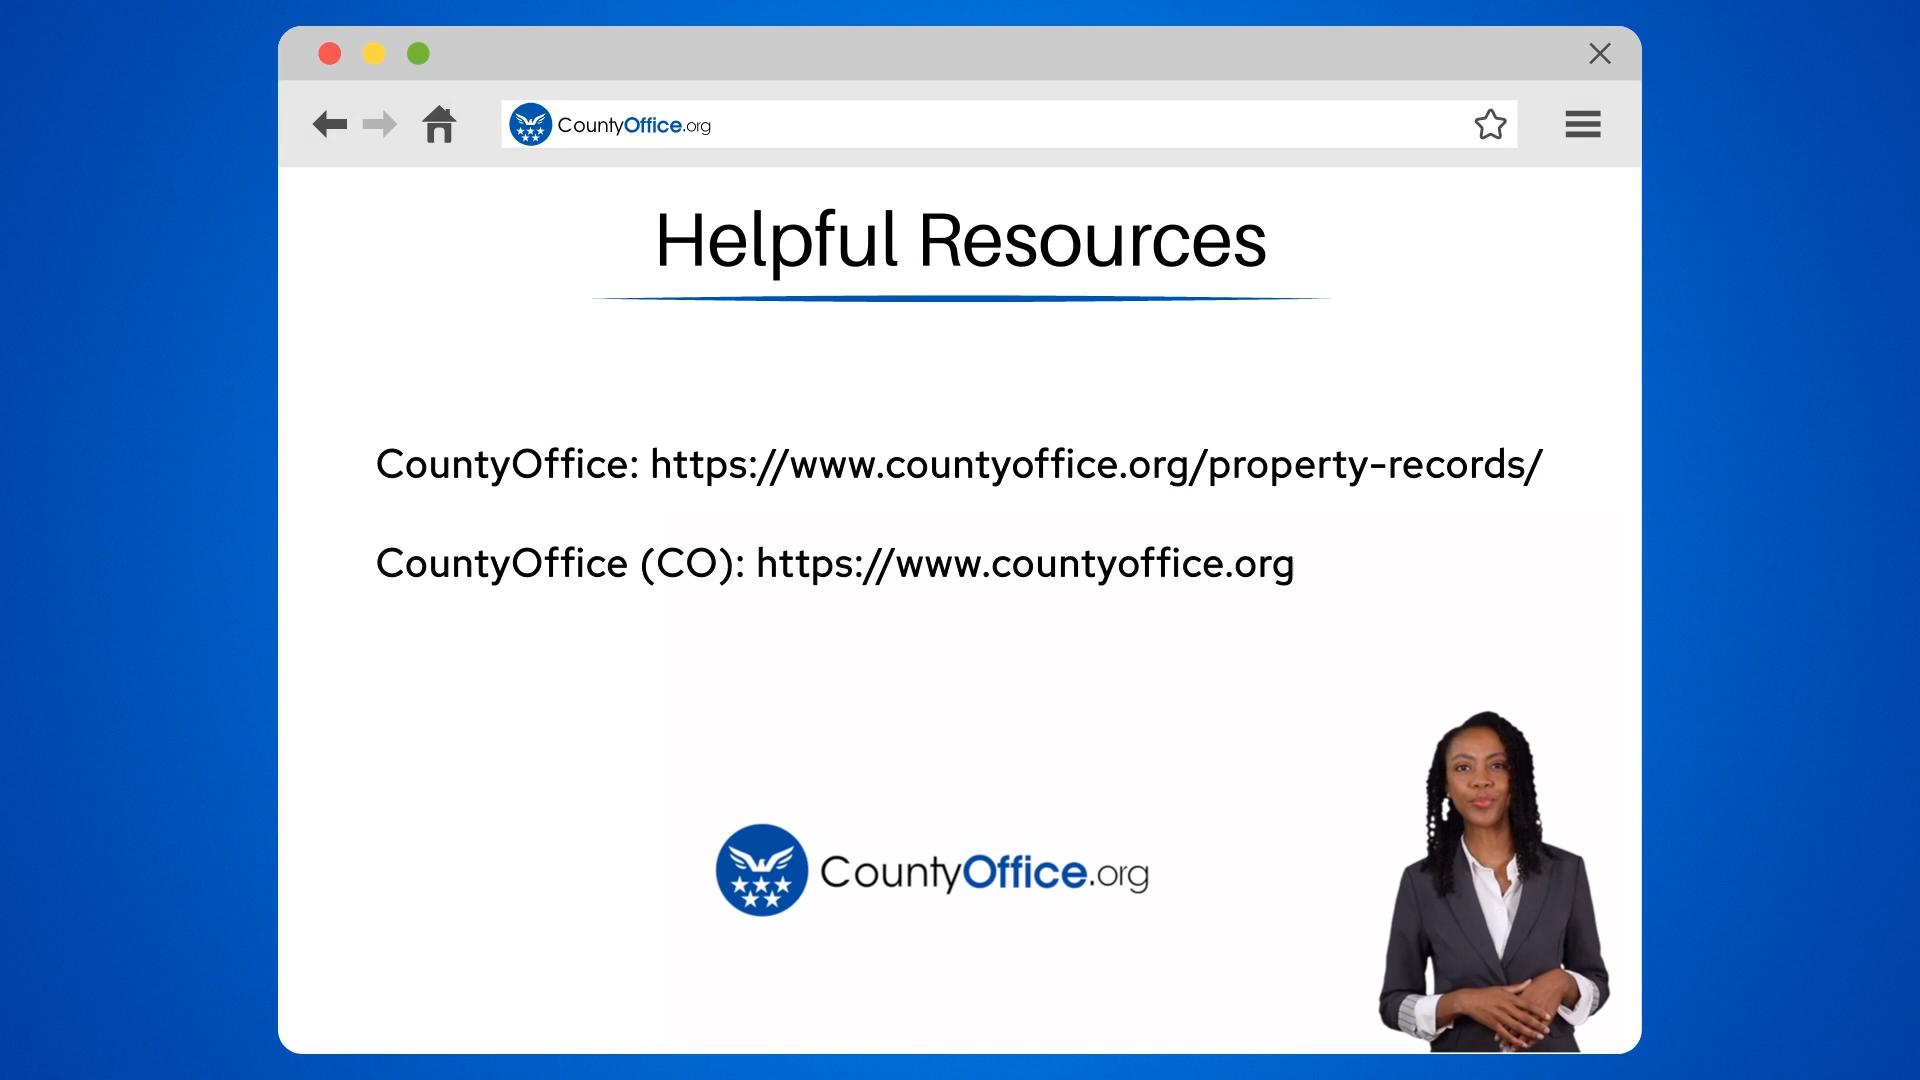 CountyOffice.org
Helpful Resources
CountyOffice: https://www.countyoffice.org/property-records/
CountyOffice (CO): https://www.countyoffice.org
CountyOffice.org